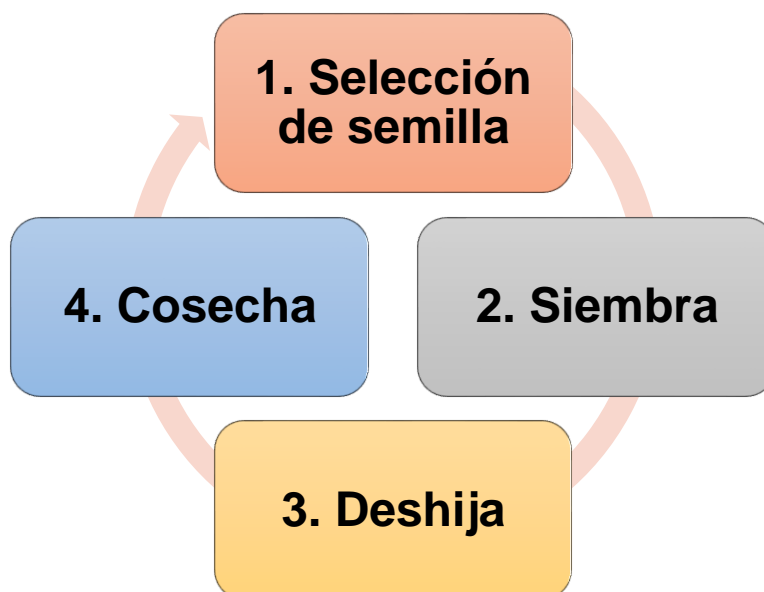 1. Selección
de semilla
2. Siembra
3. Deshija
4. Cosecha